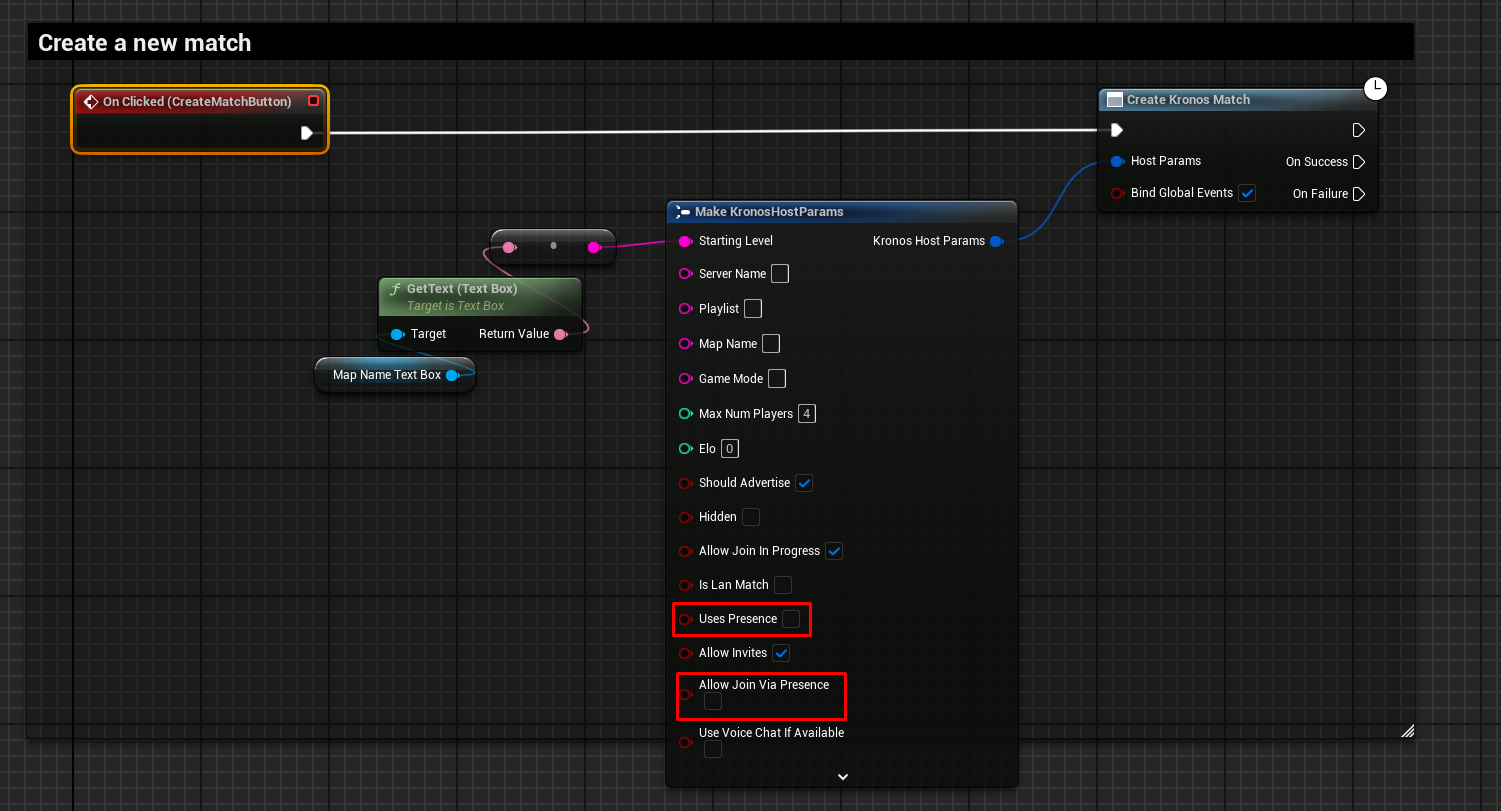 Create a new match
On Clicked (CreateMatchButton)
Create Kronos Match
Host Params
On Success
Bind Global Events
On Failure
Make KronosHostParams
Starting Level
Kronos Host Params
Server Name
Playlist
Map Name
Game Mode
Max Num Players 4
Elo 0
Should Advertise
Hidden
Allow Join In Progress
Is Lan Match
Uses Presence
Allow Invites
Allow Join Via Presence
Use Voice Chat If Available
f GetText (Text Box)
Target is Text Box
Target
Return Value
Map Name Text Box